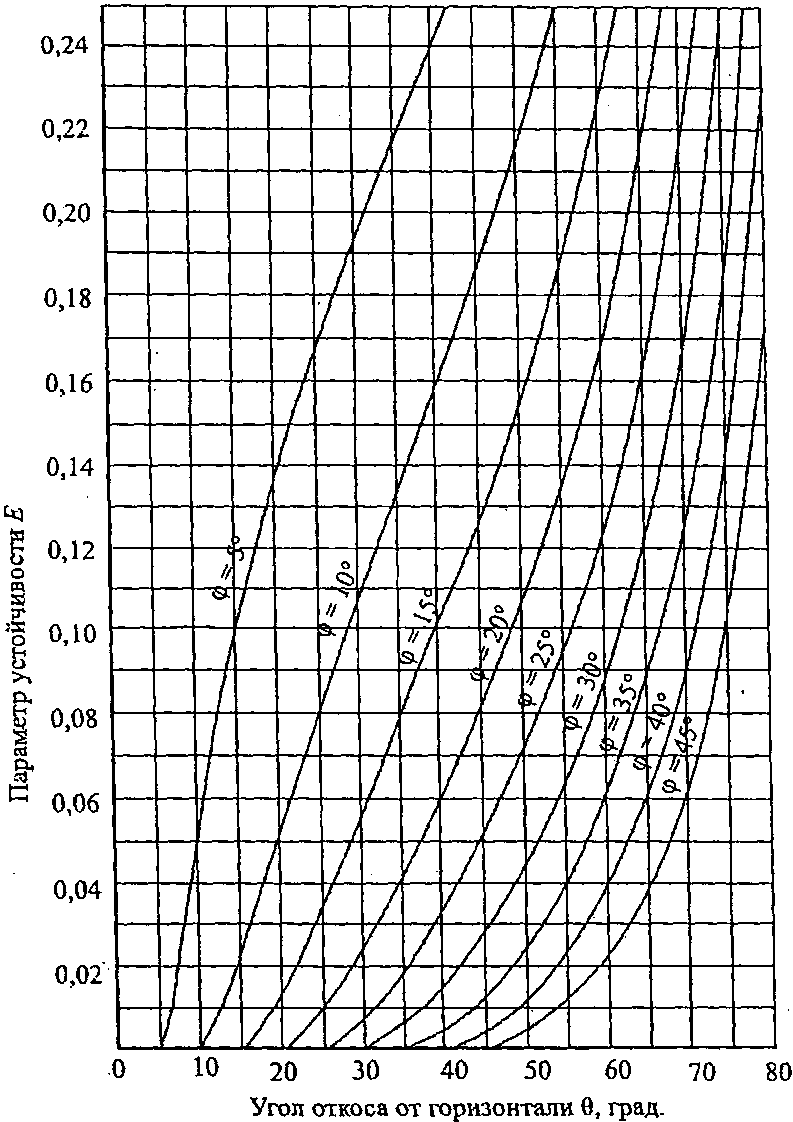 0,24
0,22
0,20
0,18
0,16
0,14
0,12
0,10
0,08
0,06
0,04
0,02
Параметр устойчивости E
φ = 5°
φ = 10°
φ = 15°
φ = 20°
φ = 25°
φ = 30°
φ = 35°
φ = 40°
φ = 45°
0 10 20 30 40 50 60 70 80
Угол откоса от горизонтали θ, град.